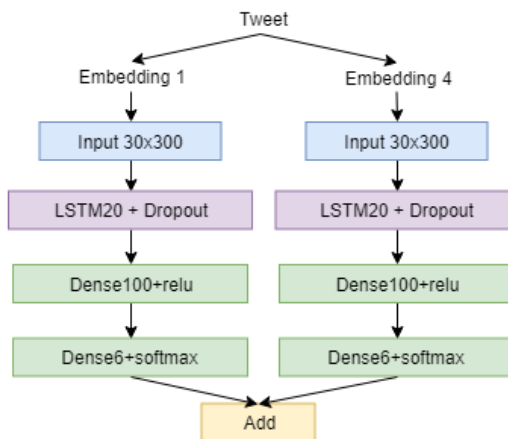 Tweet
Embedding 1
Embedding 4
Input 30x300
Input 30x300
LSTM20 + Dropout
LSTM20 + Dropout
Dense100+relu
Dense100+relu
Dense6+softmax
Dense6+softmax
Add